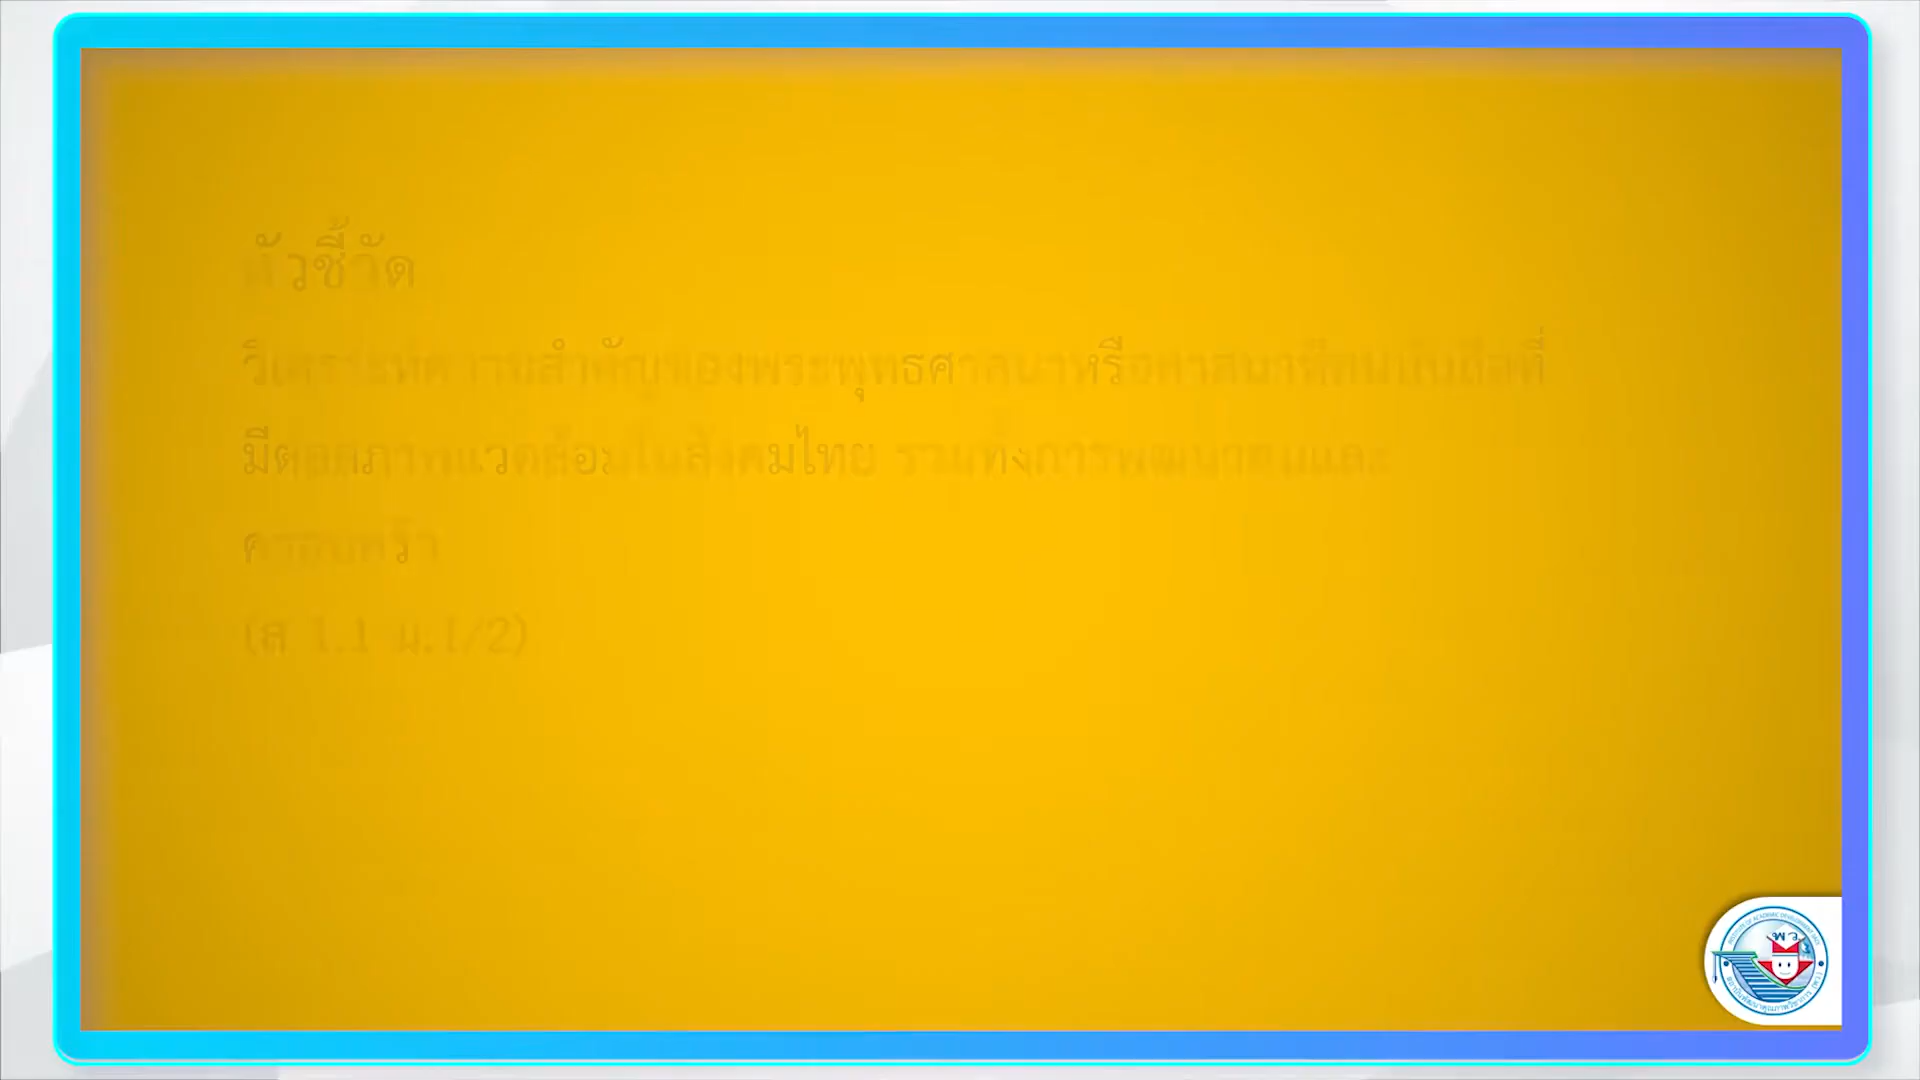 ตัวชี้วัด
วิเคราะห์ความสำคัญของพระพุทธศาสนาหรือศาสนาที่ตนนับถือที่
มีต่อสภาพแวดล้อมในสังคมไทย รวมทั้งการพัฒนาตนและ
ครอบครัว
(ส 1.1 ม.1/2)
พว.